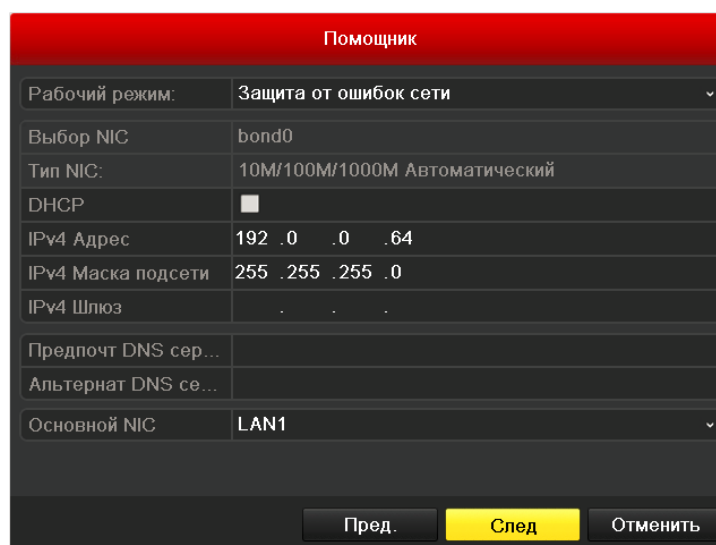 Помощник
Рабочий режим: Защита от ошибок сети
Выбор NIC bond0
Тип NIC: 10M/100M/1000M Автоматический
DHCP
IPv4 Адрес 192 .0 .0 .64
IPv4 Маска подсети 255 .255 .255 .0
IPv4 Шлюз . . .
Предпочт DNS сер...
Альтернат DNS се...
Основной NIC LAN1
Пред. След Отменить